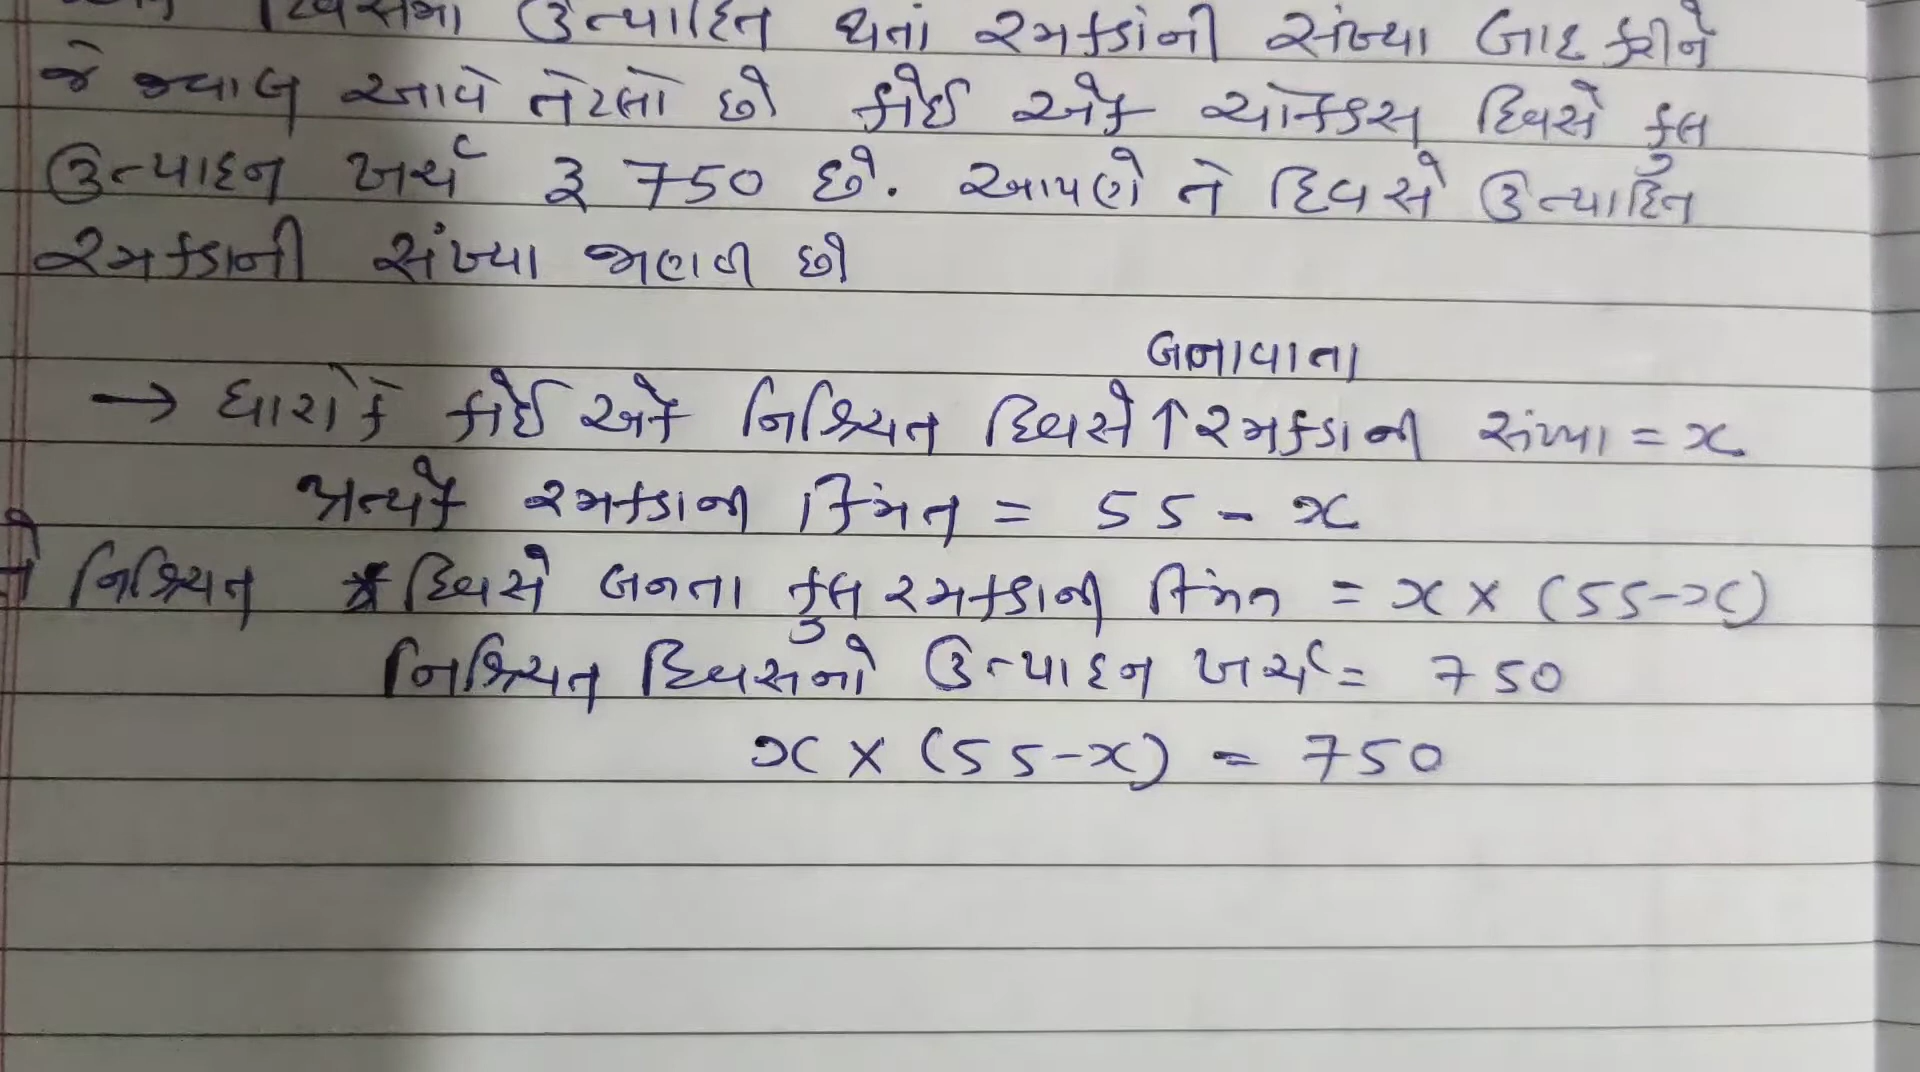 દિવસમાં ઉત્પાદિત થતાં રમકડાંની સંખ્યા બાદ કરીને
જે જવાબ આવે તેટલો છે કોઈ એક ચોક્કસ દિવસે કુલ
ઉત્પાદન ખર્ચ રૂ 750 છે. આપણે તે દિવસે ઉત્પાદિત
રમકડાની સંખ્યા જાણવી છે
બનાવાતા
→ ધારો કે કોઈ એક નિશ્ચિત દિવસે ↑ રમકડાની સંખ્યા = x
પ્રત્યેક રમકડાની કિંમત = 55 - x
તે નિશ્ચિત દિવસે બનતા કુલ રમકડાની કિંમત = x × (55-x)
નિશ્ચિત દિવસનો ઉત્પાદન ખર્ચ = 750
x × (55-x) = 750